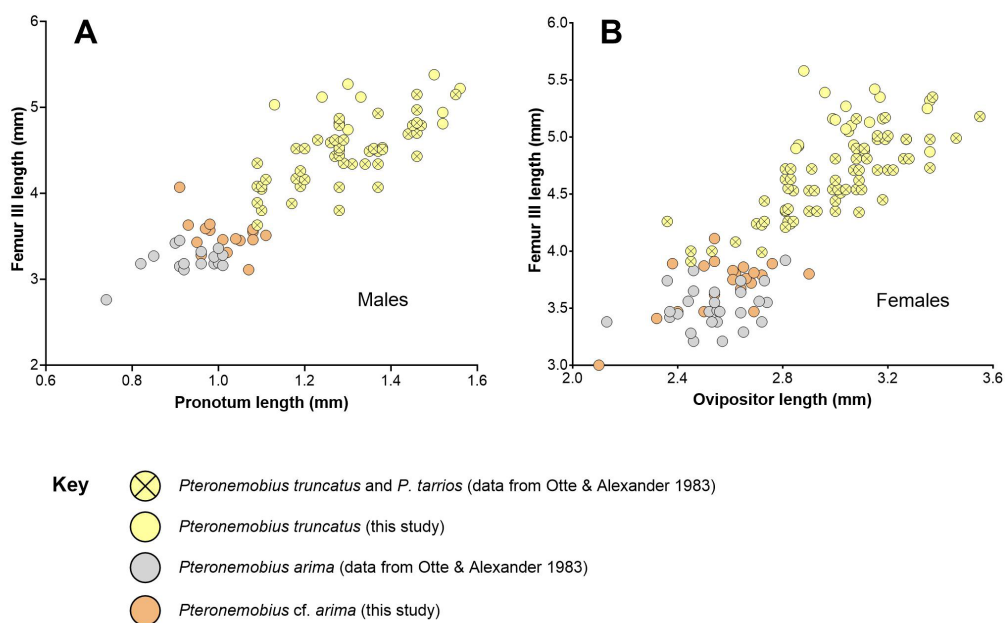 A
6
5
4
3
2
Femur III length (mm)
0.6 0.8 1.0 1.2 1.4 1.6
Pronotum length (mm)
Males
B
6.0
5.5
5.0
4.5
4.0
3.5
3.0
Femur III length (mm)
2.0 2.4 2.8 3.2 3.6
Ovipositor length (mm)
Females
Key
Pteronemobius truncatus and P. tarrios (data from Otte & Alexander 1983)
Pteronemobius truncatus (this study)
Pteronemobius arima (data from Otte & Alexander 1983)
Pteronemobius cf. arima (this study)